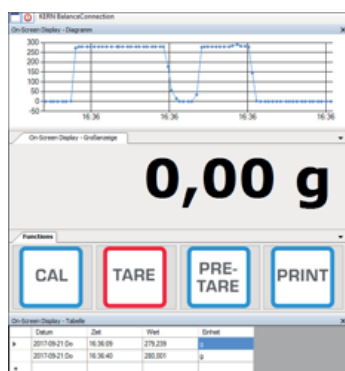 KERN BalanceConnection
On-Screen Display - Diagramm
300
250
200
150
100
50
0
-50
16:36 16:36 16:36 16:36
On-Screen Display - Großanzeige
0,00 g
Functions
CAL
TARE
PRE-
TARE
PRINT
On-Screen Display - Tabelle
Datum Zeit Wert Einheit
2017-09-21 Do 16:36:09 279,239 g
2017-09-21 Do 16:36:40 280,001 g